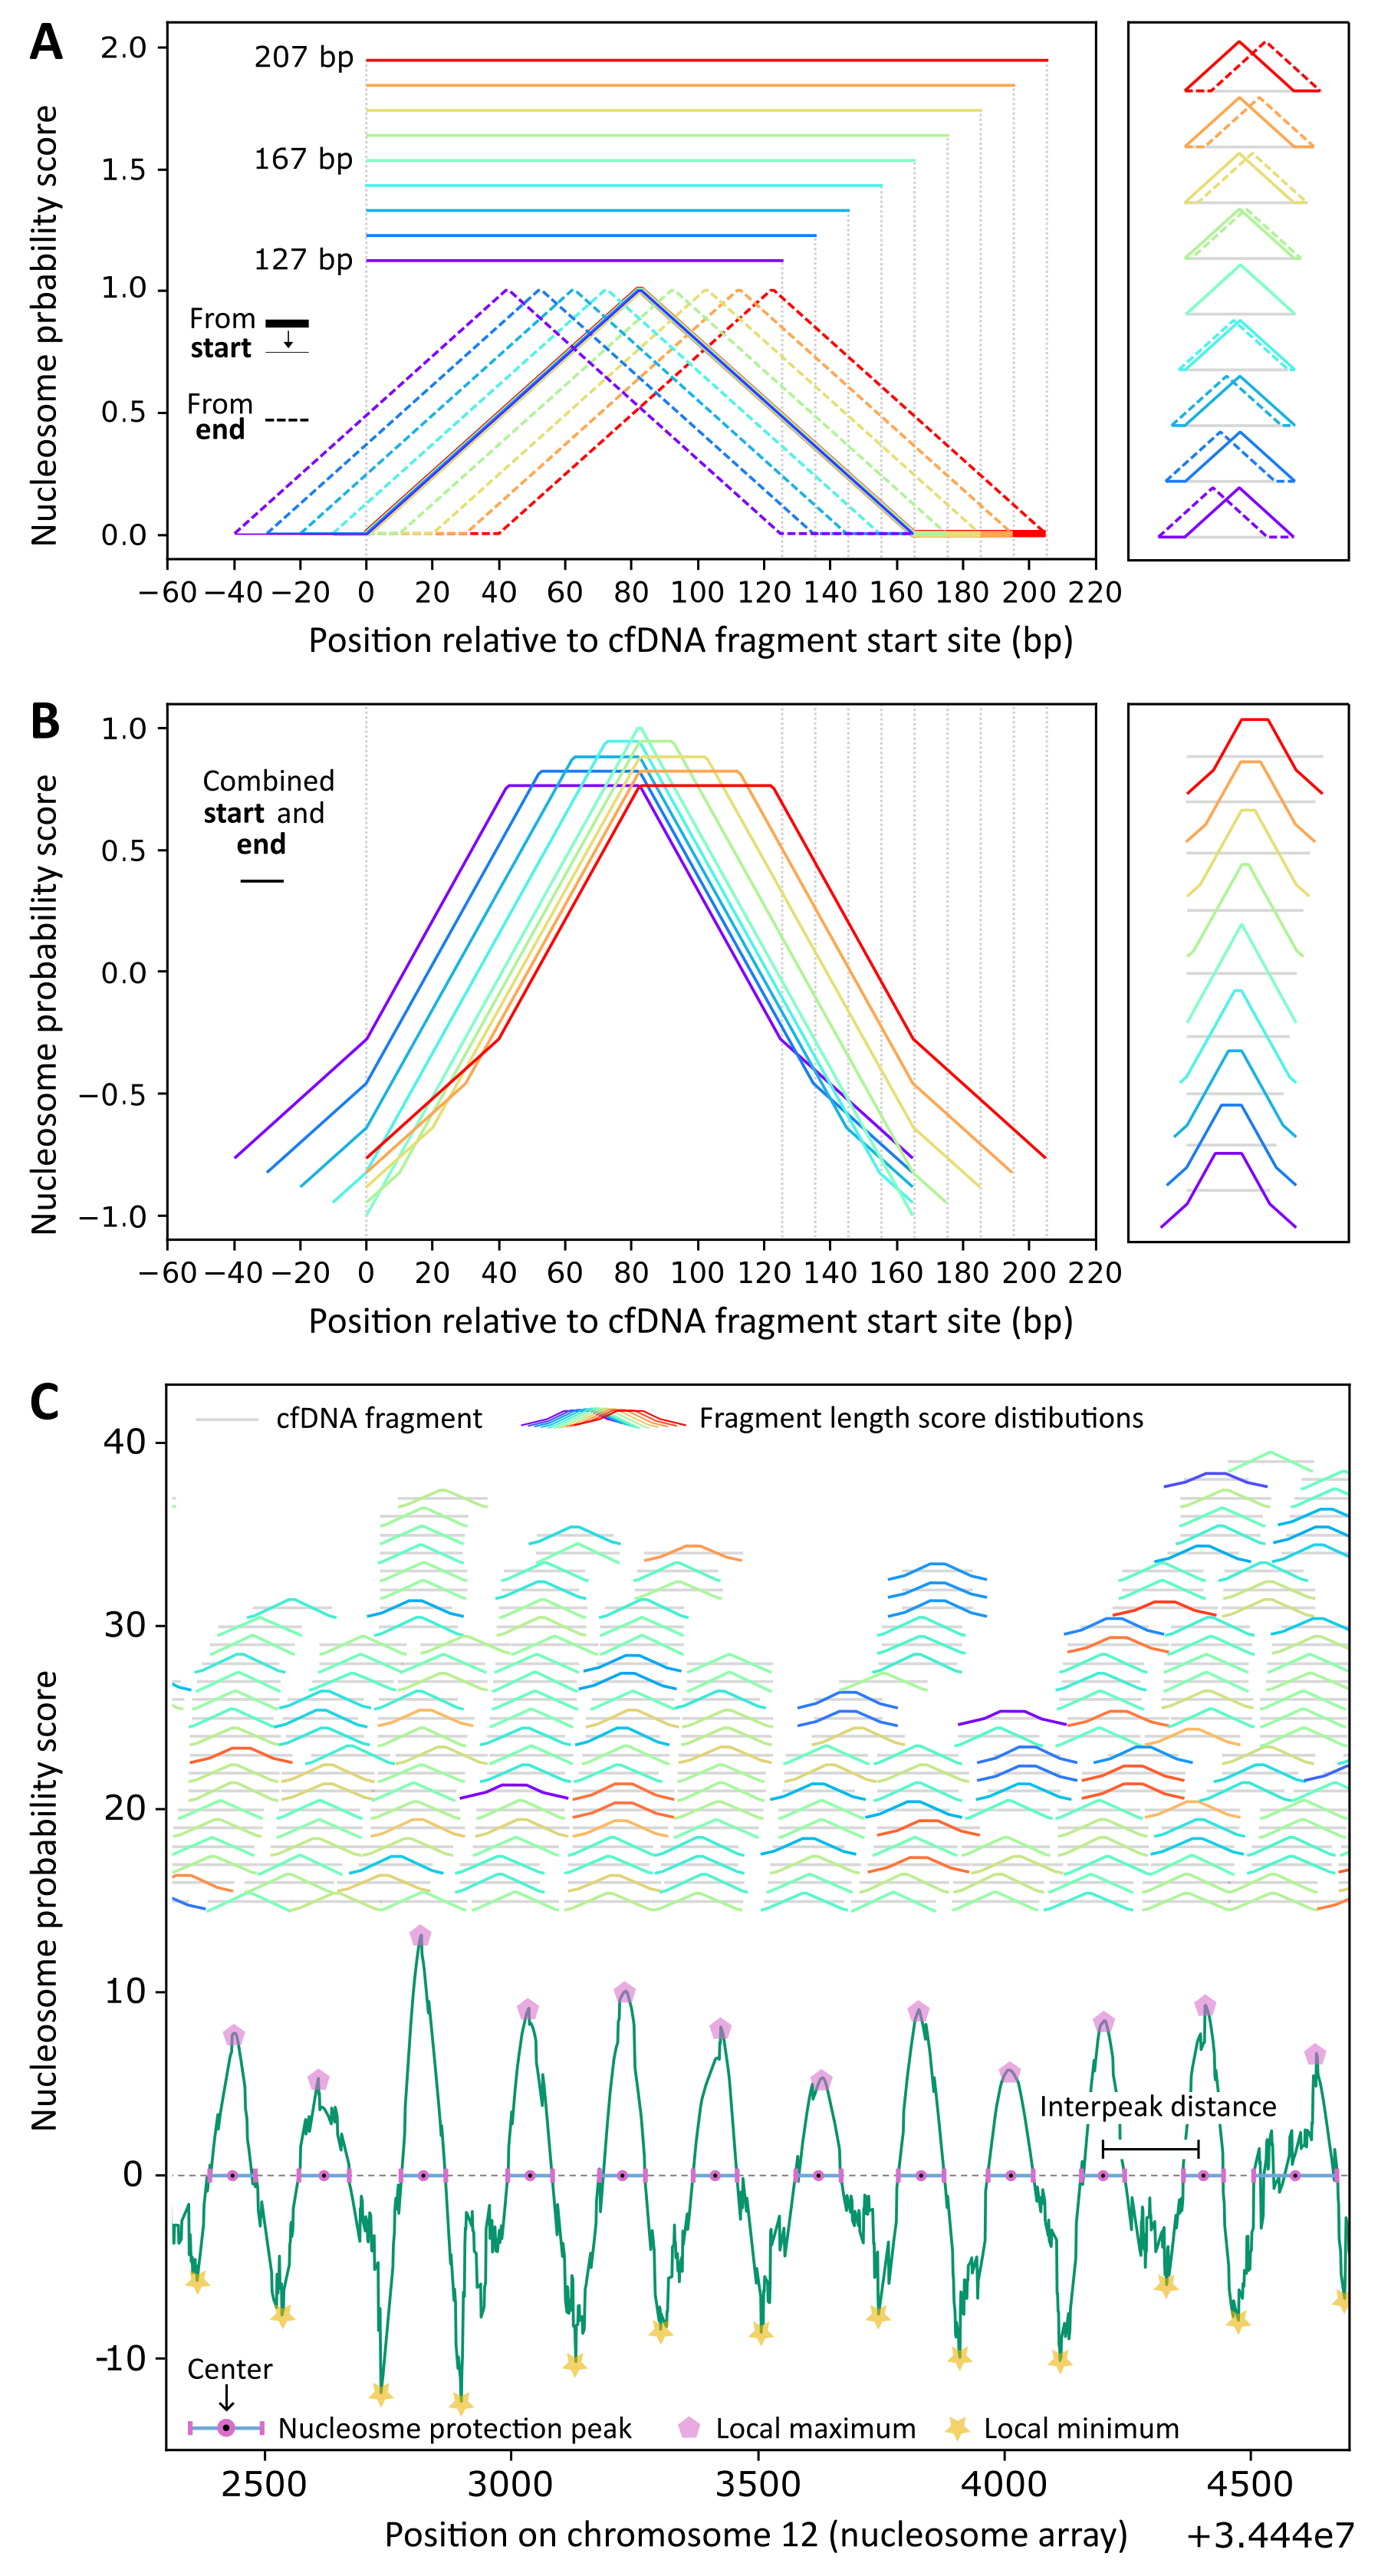 A
2.0
1.5
1.0
0.5
0.0
Nucleosome prbability score
207 bp
167 bp
127 bp
From
start
From
end
−60 −40 −20 0 20 40 60 80 100 120 140 160 180 200 220
Position relative to cfDNA fragment start site (bp)
B
1.0
0.5
0.0
−0.5
−1.0
Nucleosome probability score
Combined
start and
end
−60 −40 −20 0 20 40 60 80 100 120 140 160 180 200 220
Position relative to cfDNA fragment start site (bp)
C
cfDNA fragment
Fragment length score distibutions
40
30
20
10
0
-10
Nucleosome probability score
Interpeak distance
Center
Nucleosme protection peak
Local maximum
Local minimum
2500 3000 3500 4000 4500
Position on chromosome 12 (nucleosome array)
+3.444e7